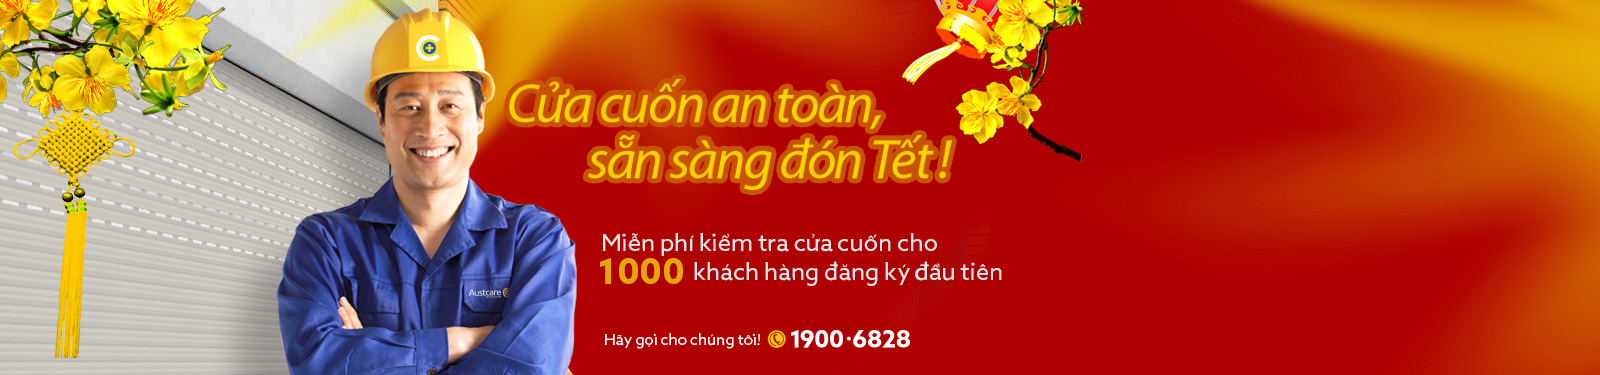 Cửa cuốn an toàn,
sẵn sàng đón Tết !
Miễn phí kiểm tra cửa cuốn cho
1000 khách hàng đăng ký đầu tiên
Austcare
Hãy gọi cho chúng tôi! 1900·6828